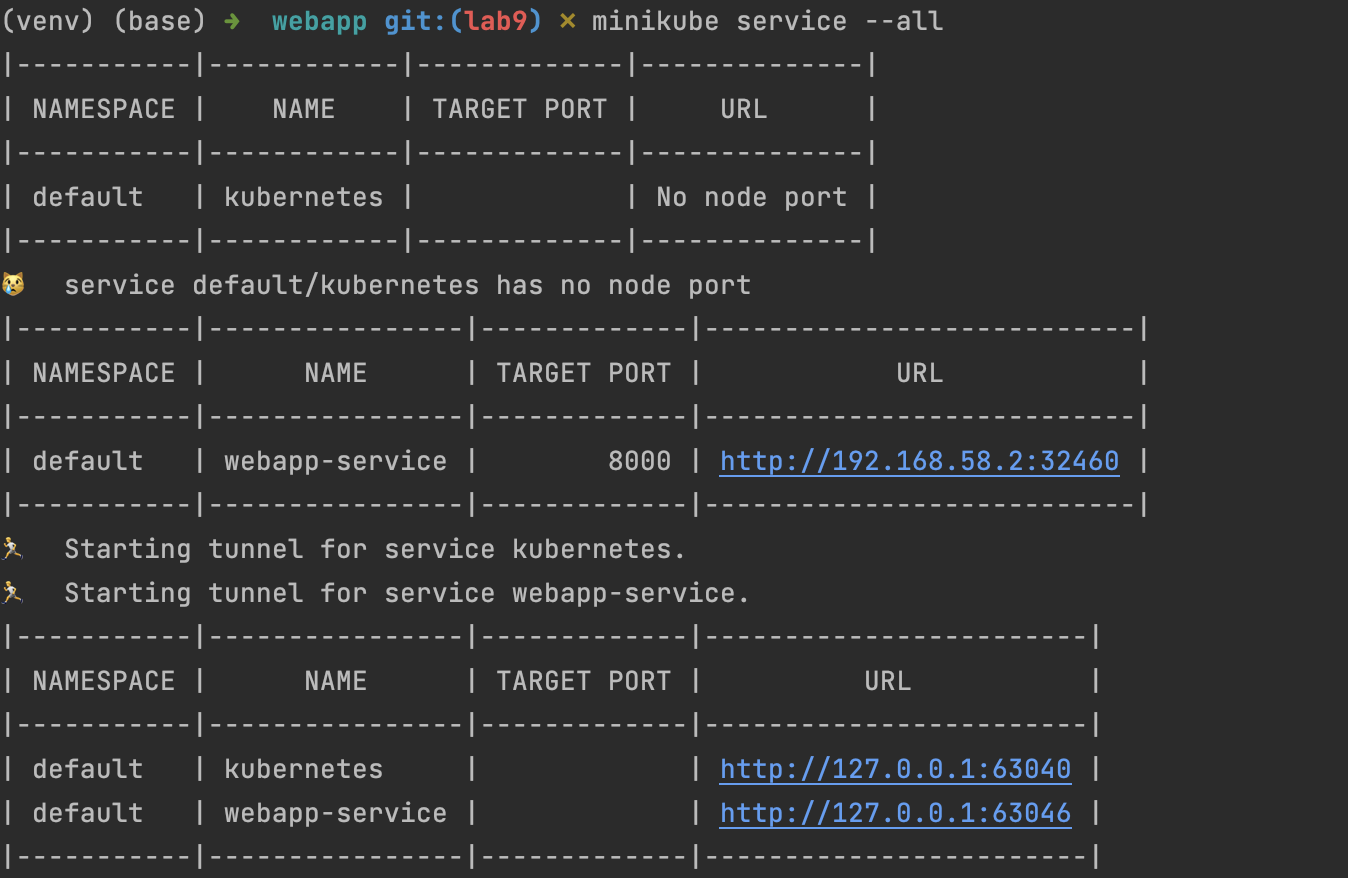 (venv) (base) ➜  webapp git:(lab9) ✗ minikube service --all
|-----------|------------|-------------|--------------|
| NAMESPACE |    NAME    | TARGET PORT |     URL      |
|-----------|------------|-------------|--------------|
| default   | kubernetes |             | No node port |
|-----------|------------|-------------|--------------|
😿  service default/kubernetes has no node port
|-----------|----------------|-------------|---------------------------|
| NAMESPACE |      NAME      | TARGET PORT |            URL            |
|-----------|----------------|-------------|---------------------------|
| default   | webapp-service |        8000 | http://192.168.58.2:32460 |
|-----------|----------------|-------------|---------------------------|
🏃  Starting tunnel for service kubernetes.
🏃  Starting tunnel for service webapp-service.
|-----------|----------------|-------------|------------------------|
| NAMESPACE |      NAME      | TARGET PORT |          URL           |
|-----------|----------------|-------------|------------------------|
| default   | kubernetes     |             | http://127.0.0.1:63040 |
| default   | webapp-service |             | http://127.0.0.1:63046 |
|-----------|----------------|-------------|------------------------|